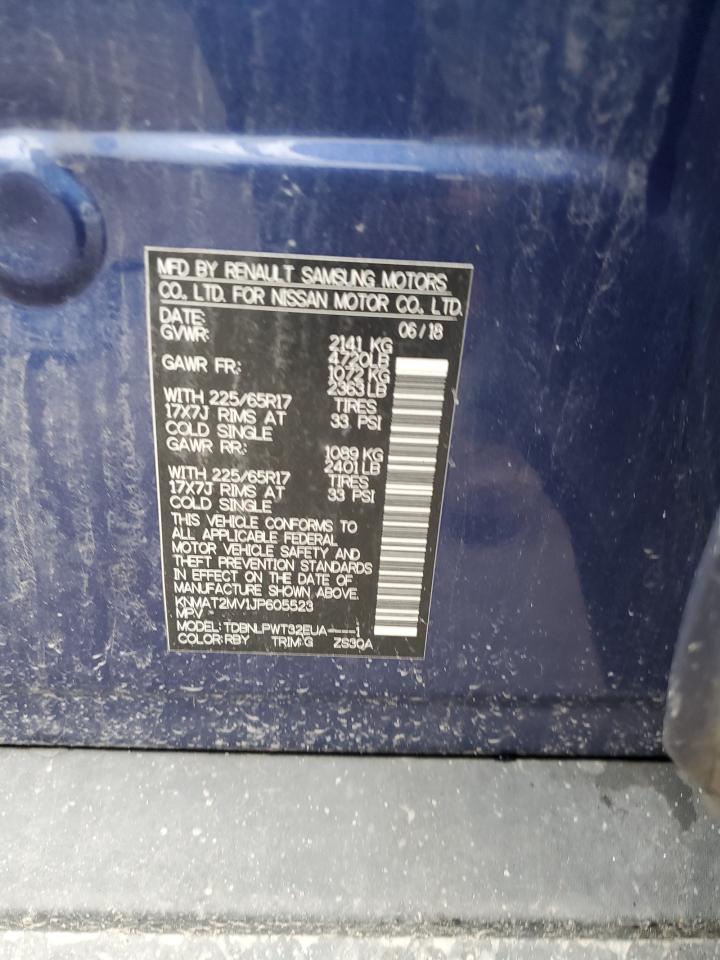 MFD BY RENAULT SAMSUNG MOTORS
CO., LTD. FOR NISSAN MOTOR CO., LTD.
DATE: 06/18
GVWR: 2141 KG
4720LB
GAWR FR: 1072 KG
2363LB
WITH 225/65R17 TIRES
17X7J RIMS AT 33 PSI
COLD SINGLE
GAWR RR: 1089 KG
2401LB
WITH 225/65R17 TIRES
17X7J RIMS AT 33 PSI
COLD SINGLE
THIS VEHICLE CONFORMS TO
ALL APPLICABLE FEDERAL
MOTOR VEHICLE SAFETY AND
THEFT PREVENTION STANDARDS
IN EFFECT ON THE DATE OF
MANUFACTURE SHOWN ABOVE.
KNMAT2MV1JP605523
MPV
MODEL: TDBNLPWT32EUA----1
COLOR:RBY TRIM:G ZS30A